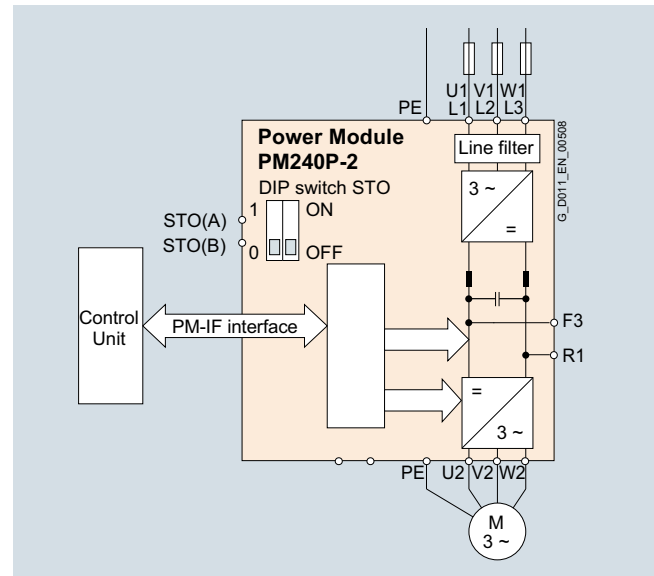 U1 V1 W1
PE L1 L2 L3
Power Module
PM240P-2
Line filter
DIP switch STO
STO(A) 1 ON
STO(B) 0 OFF
3 ~
=
G_D011_EN_00508
Control
Unit
PM-IF interface
F3
R1
=
3 ~
PE U2 V2 W2
M
3 ~